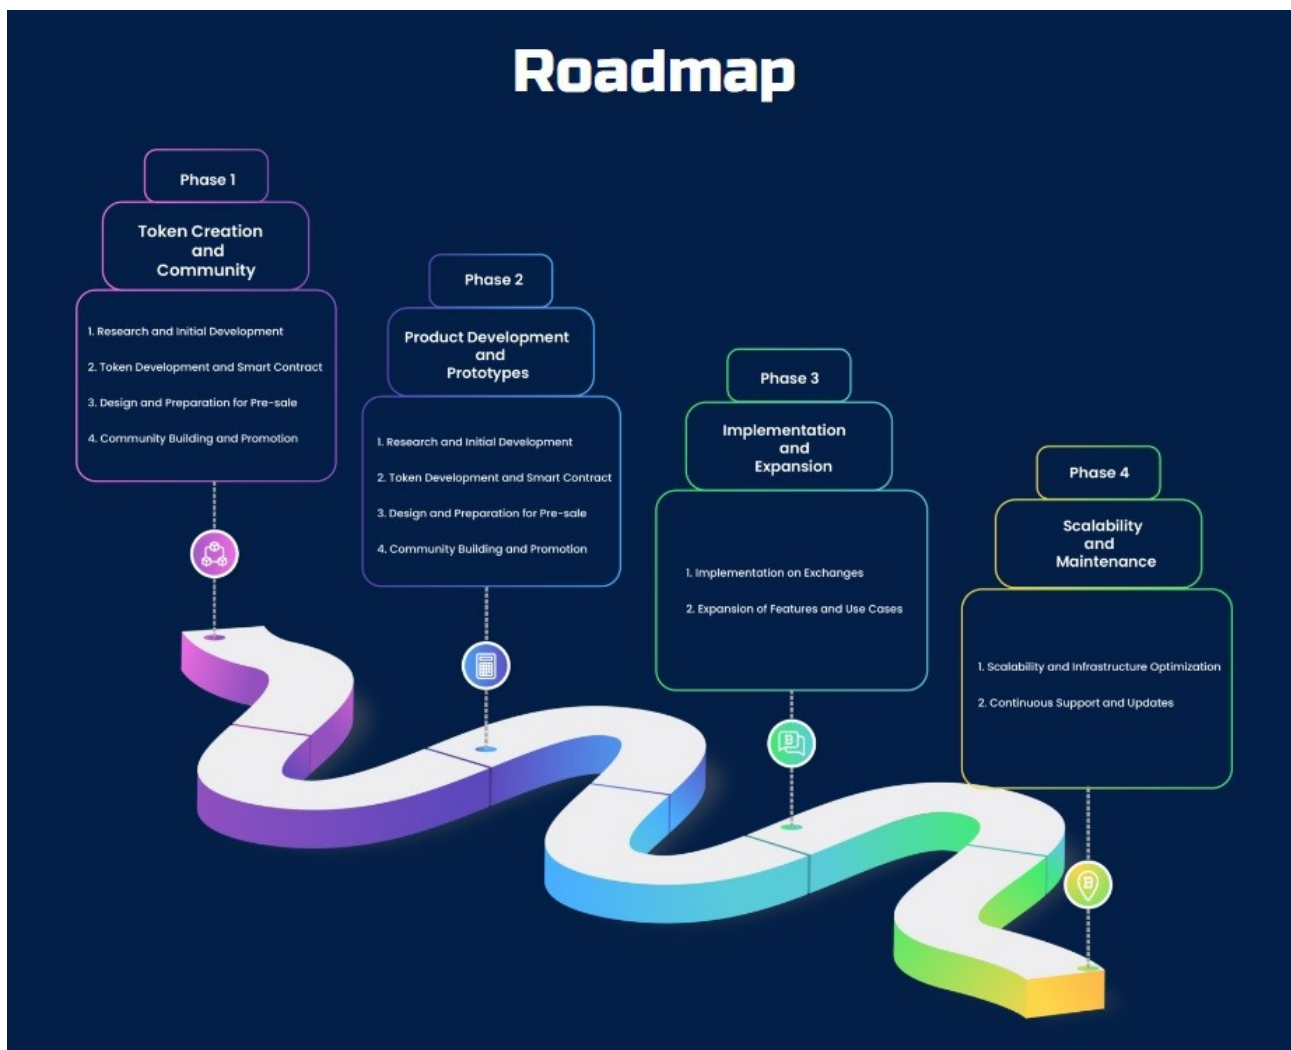 Roadmap
Phase 1
Token Creation
and
Community
1. Research and Initial Development
2. Token Development and Smart Contract
3. Design and Preparation for Pre-sale
4. Community Building and Promotion
Phase 2
Product Development
and
Prototypes
1. Research and Initial Development
2. Token Development and Smart Contract
3. Design and Preparation for Pre-sale
4. Community Building and Promotion
Phase 3
Implementation
and
Expansion
1. Implementation on Exchanges
2. Expansion of Features and Use Cases
Phase 4
Scalability
and
Maintenance
1. Scalability and Infrastructure Optimization
2. Continuous Support and Updates